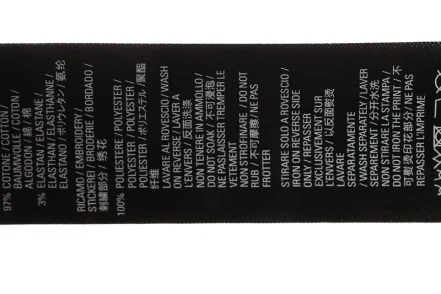 97% COTONE / COTTON /
BAUMWOLLE / COTON /
ALGODÓN / 綿 / 棉
3% ELASTAN / ELASTANE /
ELASTHAN / ELASTHANNE /
ELASTANO / ポリウレタン / 氨纶
RICAMO / EMBROIDERY /
STICKEREI / BRODERIE / BORDADO /
刺繍部分 / 绣花
100% POLIESTERE / POLYESTER /
POLYESTER / POLYESTER /
POLIÉSTER / ポリエステル / 聚酯
纤维
LAVARE AL ROVESCIO / WASH
ON REVERSE / LAVER A
L'ENVERS / 反面洗涤
NON TENERE IN AMMOLLO /
DO NOT SOAK / 不可浸泡 /
NE PAS LAISSER TREMPER LE
VETEMENT
NON STROFINARE / DO NOT
RUB / 不可摩擦 / NE PAS
FROTTER
STIRARE SOLO A ROVESCIO /
IRON ON REVERSE SIDE
ONLY / REPASSER
EXCLUSIVEMENT SUR
L'ENVERS / 以后面熨烫
LAVARE
SEPARATAMENTE
/ WASH SEPARATELY / LAVER
SEPAREMENT / 分开水洗
NON STIRARE LA STAMPA /
DO NOT IRON THE PRINT / 不
可熨烫印花部分 / NE PAS
REPASSER L'IMPRIME